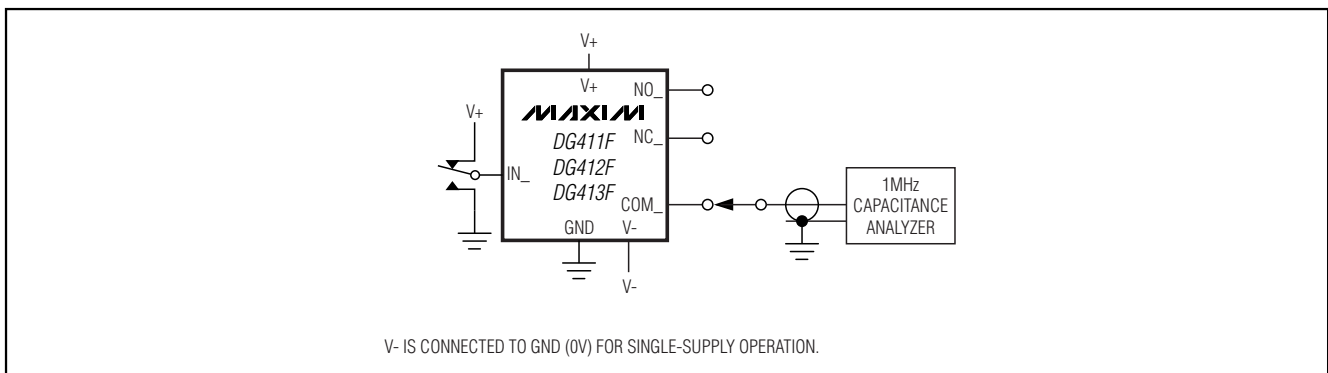 V+
V+
NO_
MAXIM
V+
DG411F
NC_
DG412F
IN_
DG413F
COM_
1MHz
CAPACITANCE
ANALYZER
GND
V-
V-
V- IS CONNECTED TO GND (0V) FOR SINGLE-SUPPLY OPERATION.